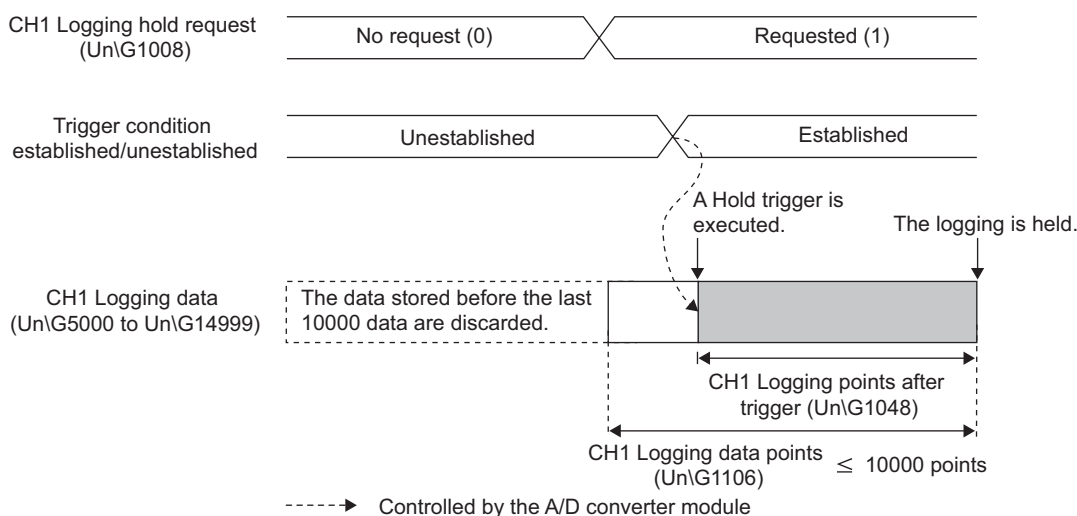 CH1 Logging hold request
(Un\G1008)
No request (0)
Requested (1)
Trigger condition
established/unestablished
Unestablished
Established
A Hold trigger is
executed.
The logging is held.
CH1 Logging data
(Un\G5000 to Un\G14999)
The data stored before the last
10000 data are discarded.
CH1 Logging points after
trigger (Un\G1048)
CH1 Logging data points
(Un\G1106)
≤ 10000 points
Controlled by the A/D converter module